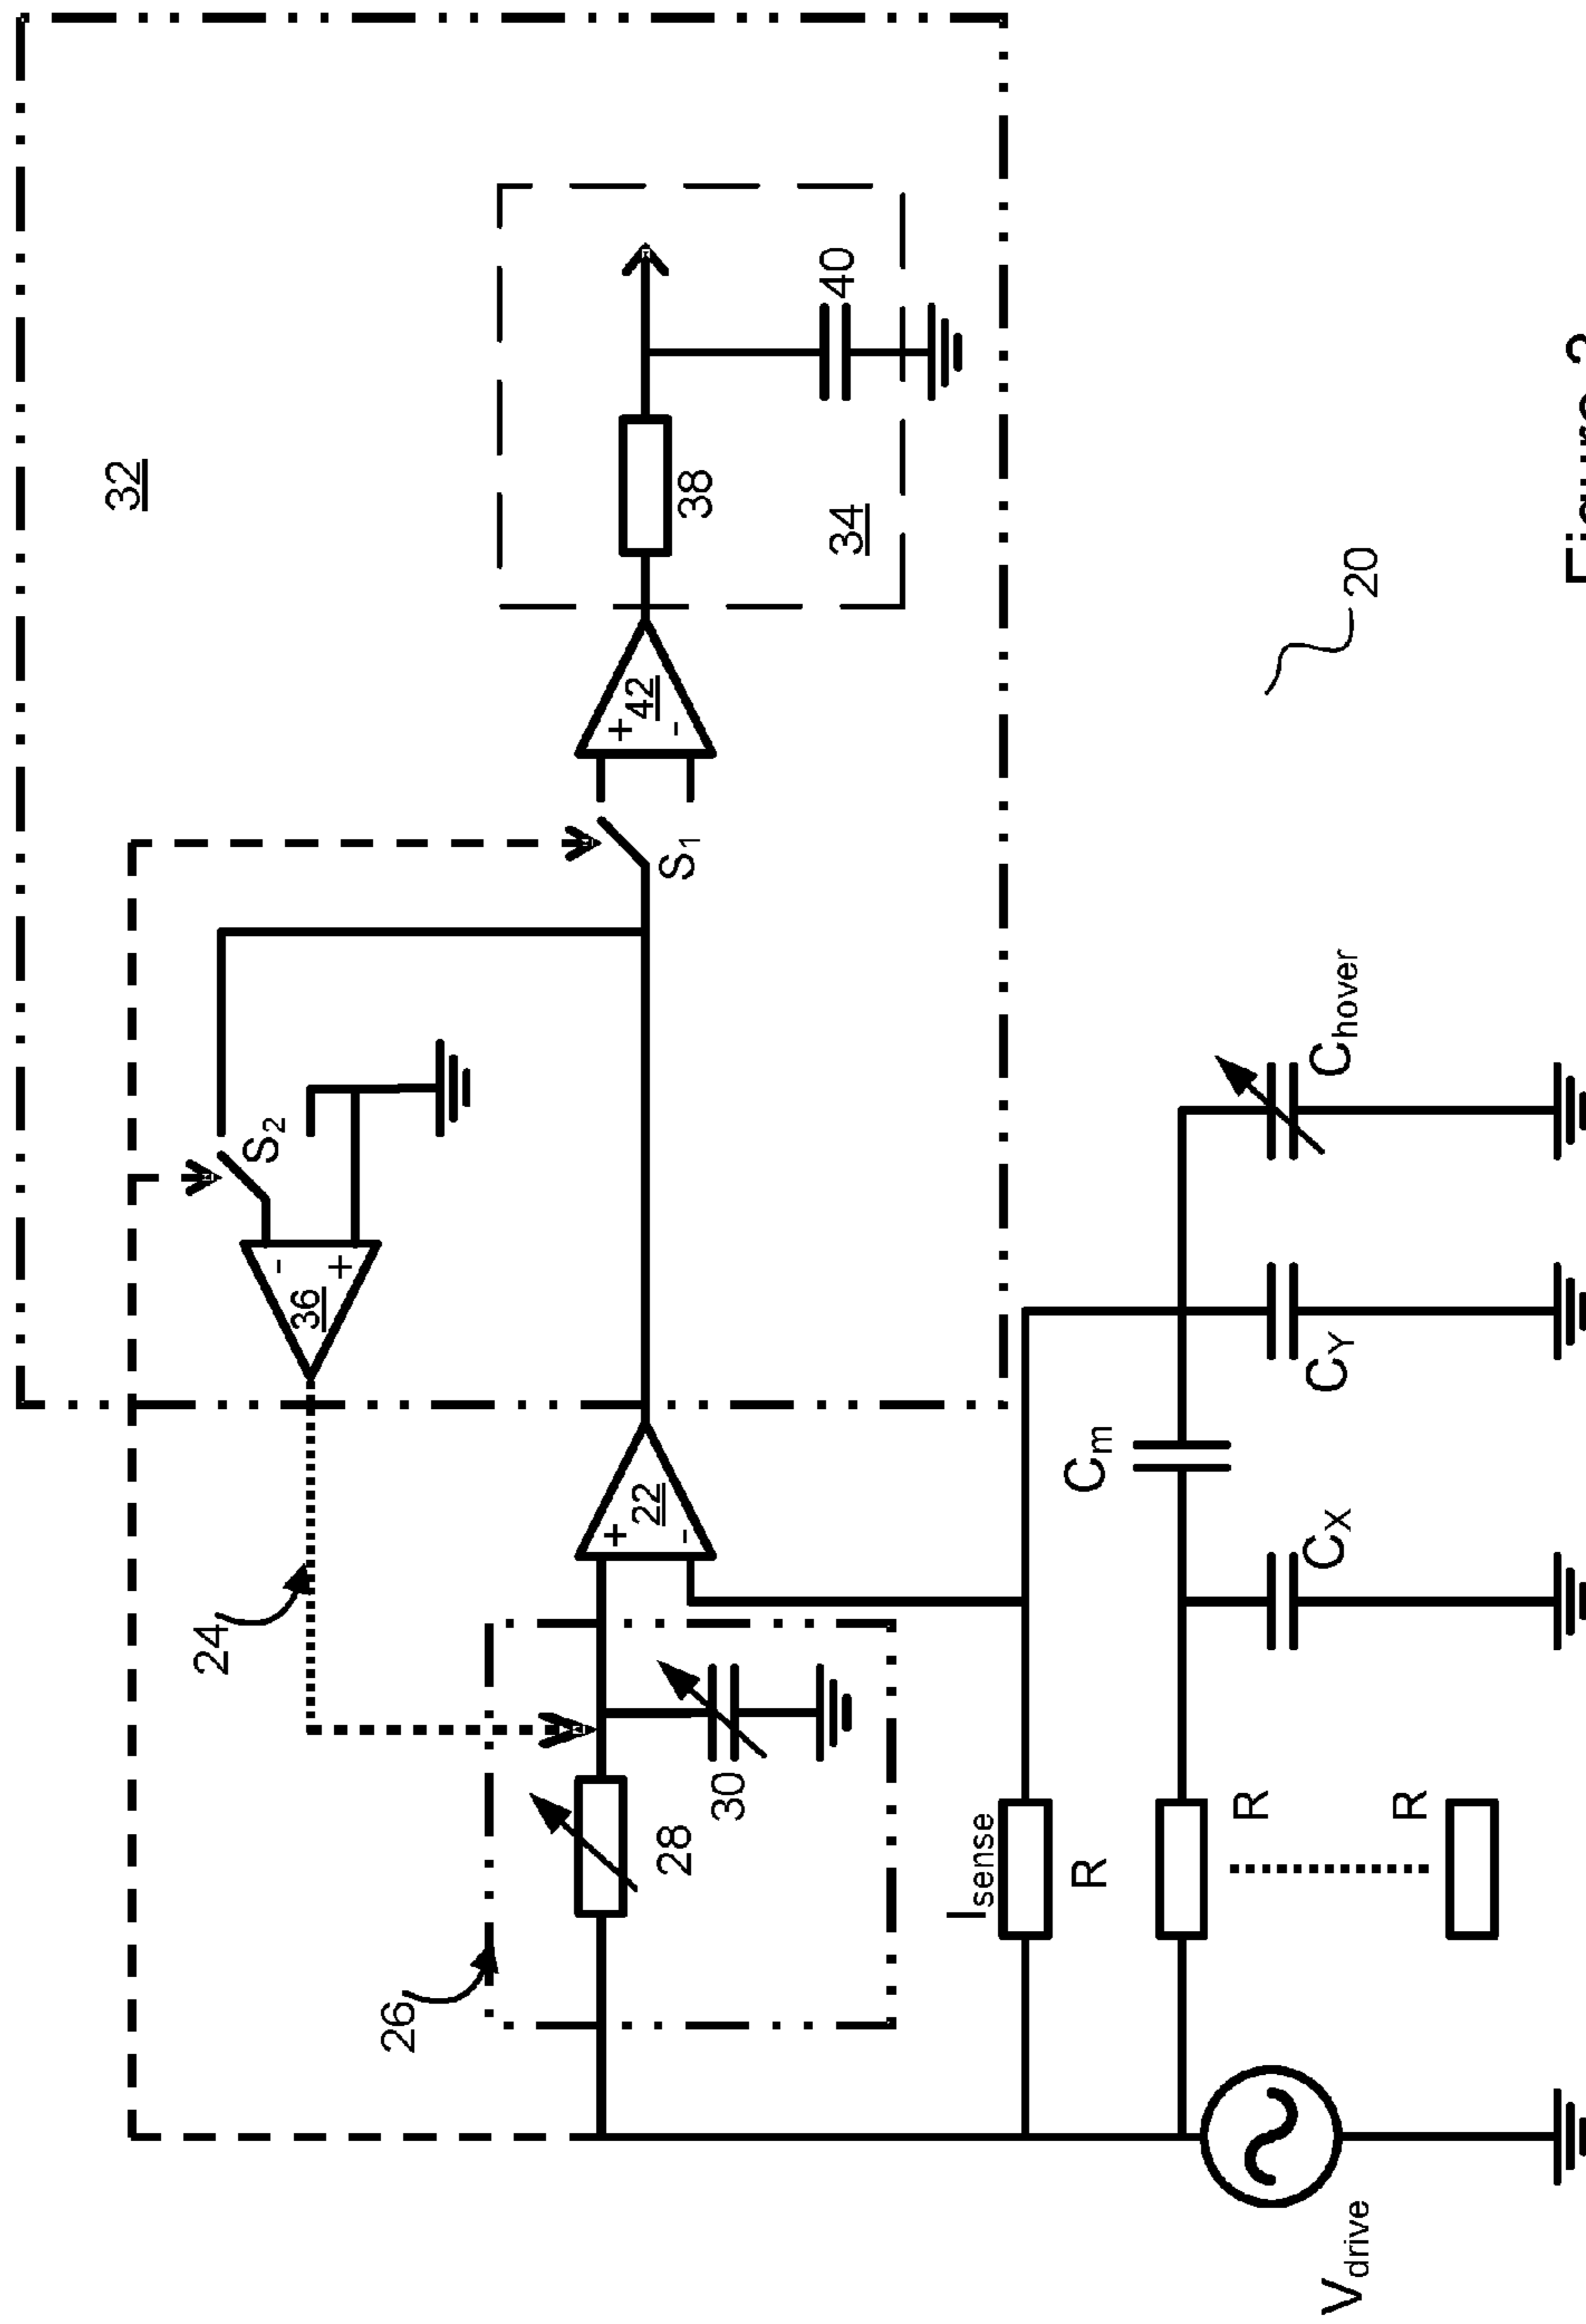 32
24
S2
36
26
28
30
+
-
22
-
+
S1
+
-
42
38
34
40
Isense
R
Cm
R
R
CX
CY
Chover
Vdrive
20